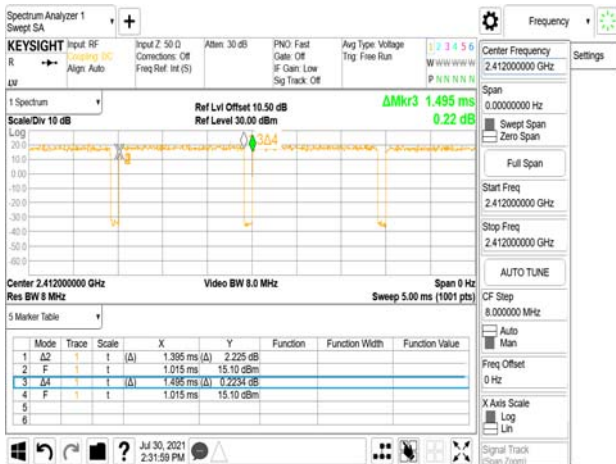 Spectrum Analyzer 1
Swept SA
Frequency
KEYSIGHT
Input: RF
Coupling: DC
Align: Auto
Input Z: 50 Ω
Corrections: Off
Freq Ref: Int (S)
Atten: 30 dB
PNO: Fast
Gate: Off
IF Gain: Low
Sig Track: Off
Avg Type: Voltage
Trig: Free Run
1 2 3 4 5 6
W W W W W W
P N N N N N
R
LV
1 Spectrum
Scale/Div 10 dB
Ref Lvl Offset 10.50 dB
Ref Level 30.00 dBm
ΔMkr3 1.495 ms
0.22 dB
Log
20.0
10.0
0.00
-10.0
-20.0
-30.0
-40.0
-50.0
-60.0
3Δ4
Center 2.412000000 GHz
Res BW 8 MHz
Video BW 8.0 MHz
Span 0 Hz
Sweep 5.00 ms (1001 pts)
5 Marker Table
Mode Trace Scale X Y Function Function Width Function Value
1 Δ2 1 t (Δ) 1.395 ms (Δ) 2.225 dB
2 F 1 t 1.015 ms 15.10 dBm
3 Δ4 1 t (Δ) 1.495 ms (Δ) 0.2234 dB
4 F 1 t 1.015 ms 15.10 dBm
5
6
?
Jul 30, 2021
2:31:59 PM
Center Frequency
2.412000000 GHz
Settings
Span
0.00000000 Hz
Swept Span
Zero Span
Full Span
Start Freq
2.412000000 GHz
Stop Freq
2.412000000 GHz
AUTO TUNE
CF Step
8.000000 MHz
Auto
Man
Freq Offset
0 Hz
X Axis Scale
Log
Lin
Signal Track
(Span Zoom)